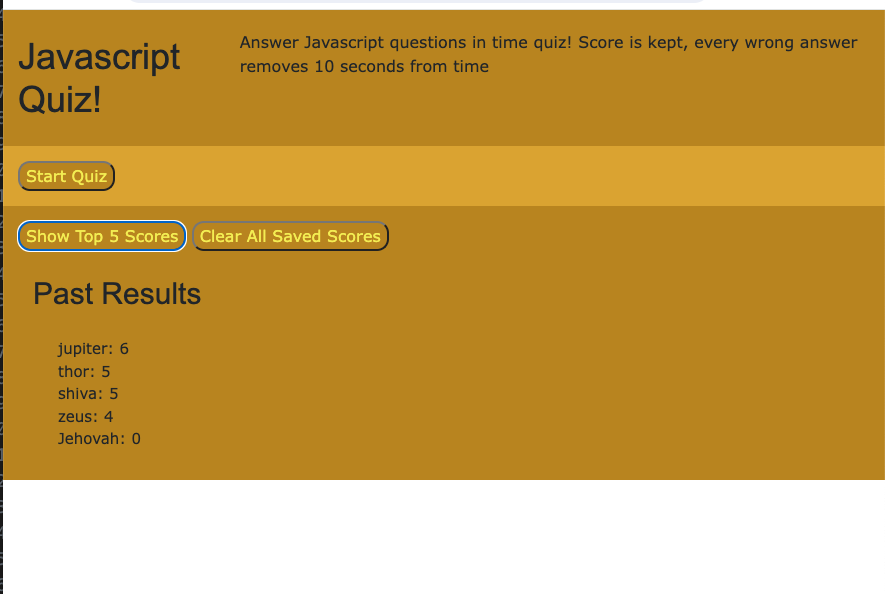 Javascript
Quiz!
Answer Javascript questions in time quiz! Score is kept, every wrong answer
removes 10 seconds from time
Start Quiz
Show Top 5 Scores Clear All Saved Scores
Past Results
jupiter: 6
thor: 5
shiva: 5
zeus: 4
Jehovah: 0